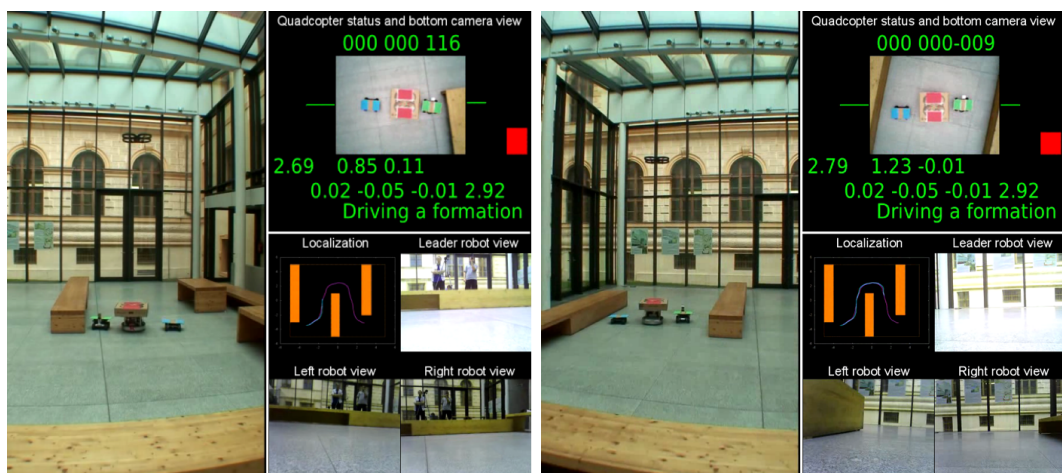 Quadcopter status and bottom camera view
000 000 116
2.69 0.85 0.11
0.02 -0.05 -0.01 2.92
Driving a formation
Localization
Leader robot view
Left robot view
Right robot view
Quadcopter status and bottom camera view
000 000-009
2.79 1.23 -0.01
0.02 -0.05 -0.01 2.92
Driving a formation
Localization
Leader robot view
Left robot view
Right robot view